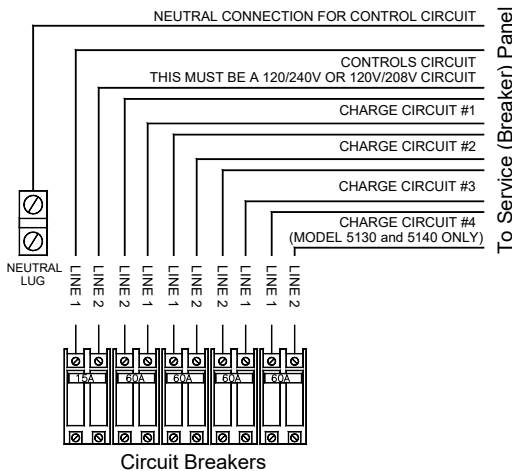 NEUTRAL CONNECTION FOR CONTROL CIRCUIT
CONTROLS CIRCUIT
THIS MUST BE A 120/240V OR 120V/208V CIRCUIT
CHARGE CIRCUIT #1
CHARGE CIRCUIT #2
CHARGE CIRCUIT #3
CHARGE CIRCUIT #4
(MODEL 5130 and 5140 ONLY)
To Service (Breaker) Panel
NEUTRAL
LUG
LINE 1
LINE 2
LINE 2
LINE 1
LINE 1
LINE 2
LINE 2
LINE 1
LINE 1
LINE 2
15A
60A
60A
60A
60A
Circuit Breakers